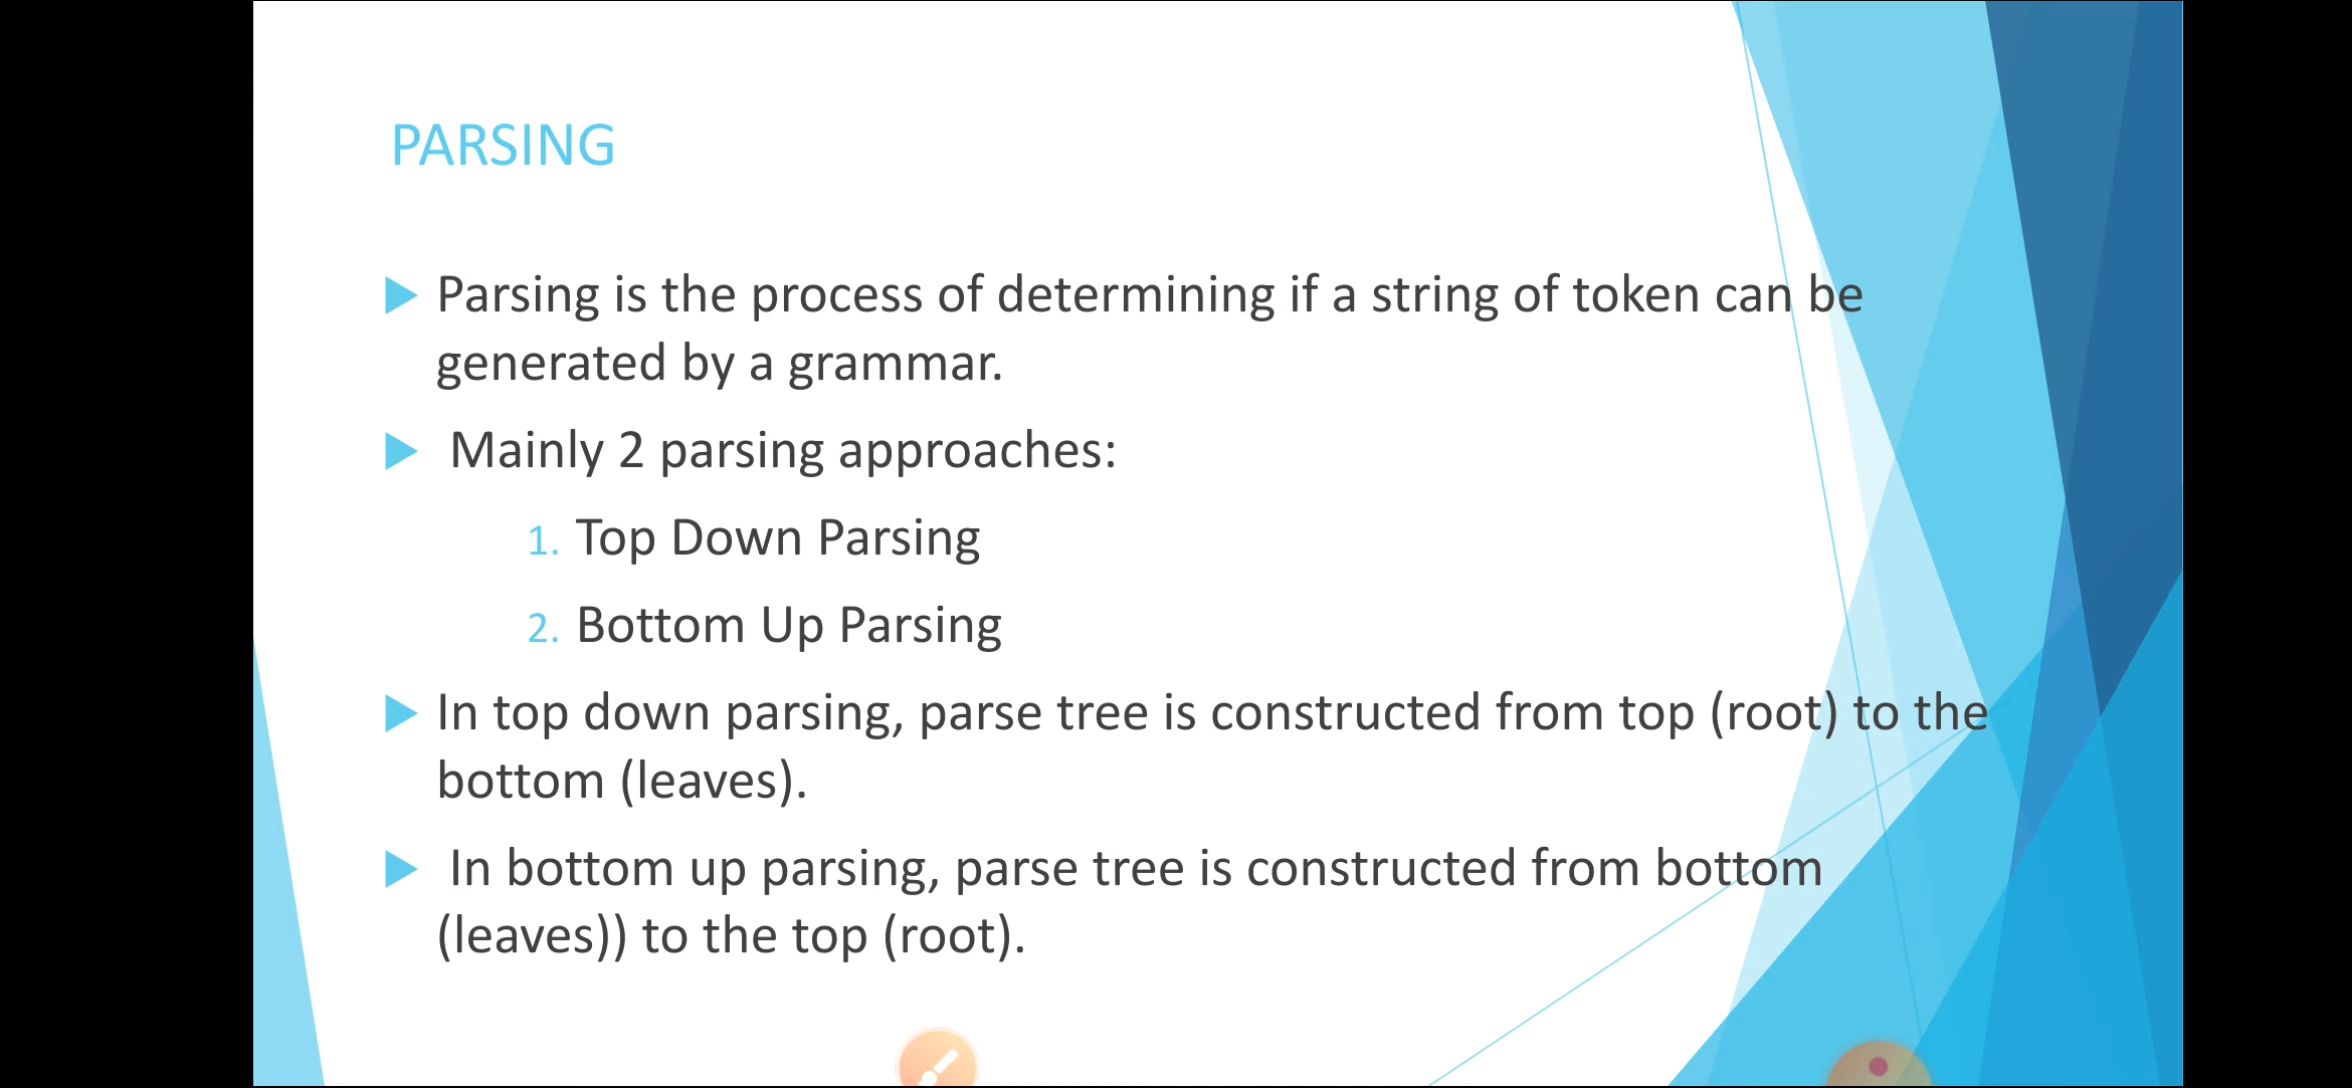 PARSING
Parsing is the process of determining if a string of token can be
generated by a grammar.
Mainly 2 parsing approaches:
1. Top Down Parsing
2. Bottom Up Parsing
In top down parsing, parse tree is constructed from top (root) to the
bottom (leaves).
In bottom up parsing, parse tree is constructed from bottom
(leaves)) to the top (root).